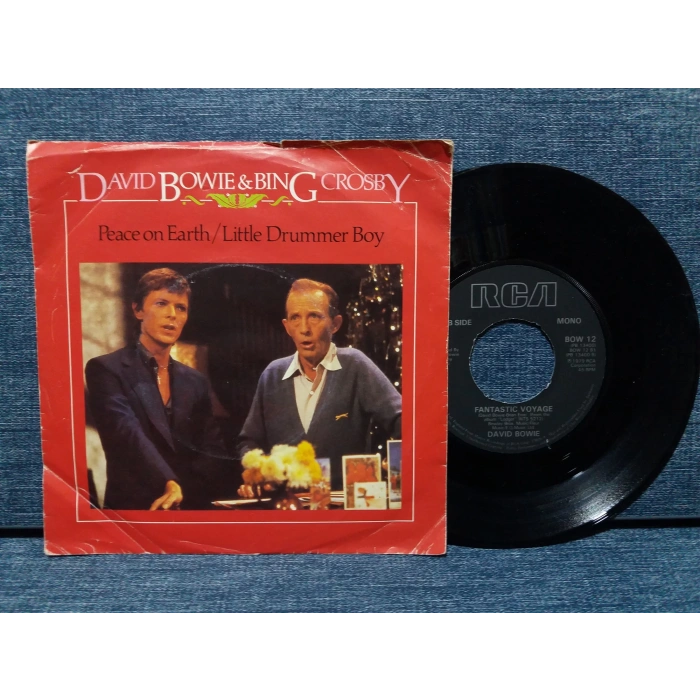 DAVID BOWIE & BING CROSBY
Peace on Earth/Little Drummer Boy
RCA
B SIDE
MONO
BOW 12
FANTASTIC VOYAGE
DAVID BOWIE